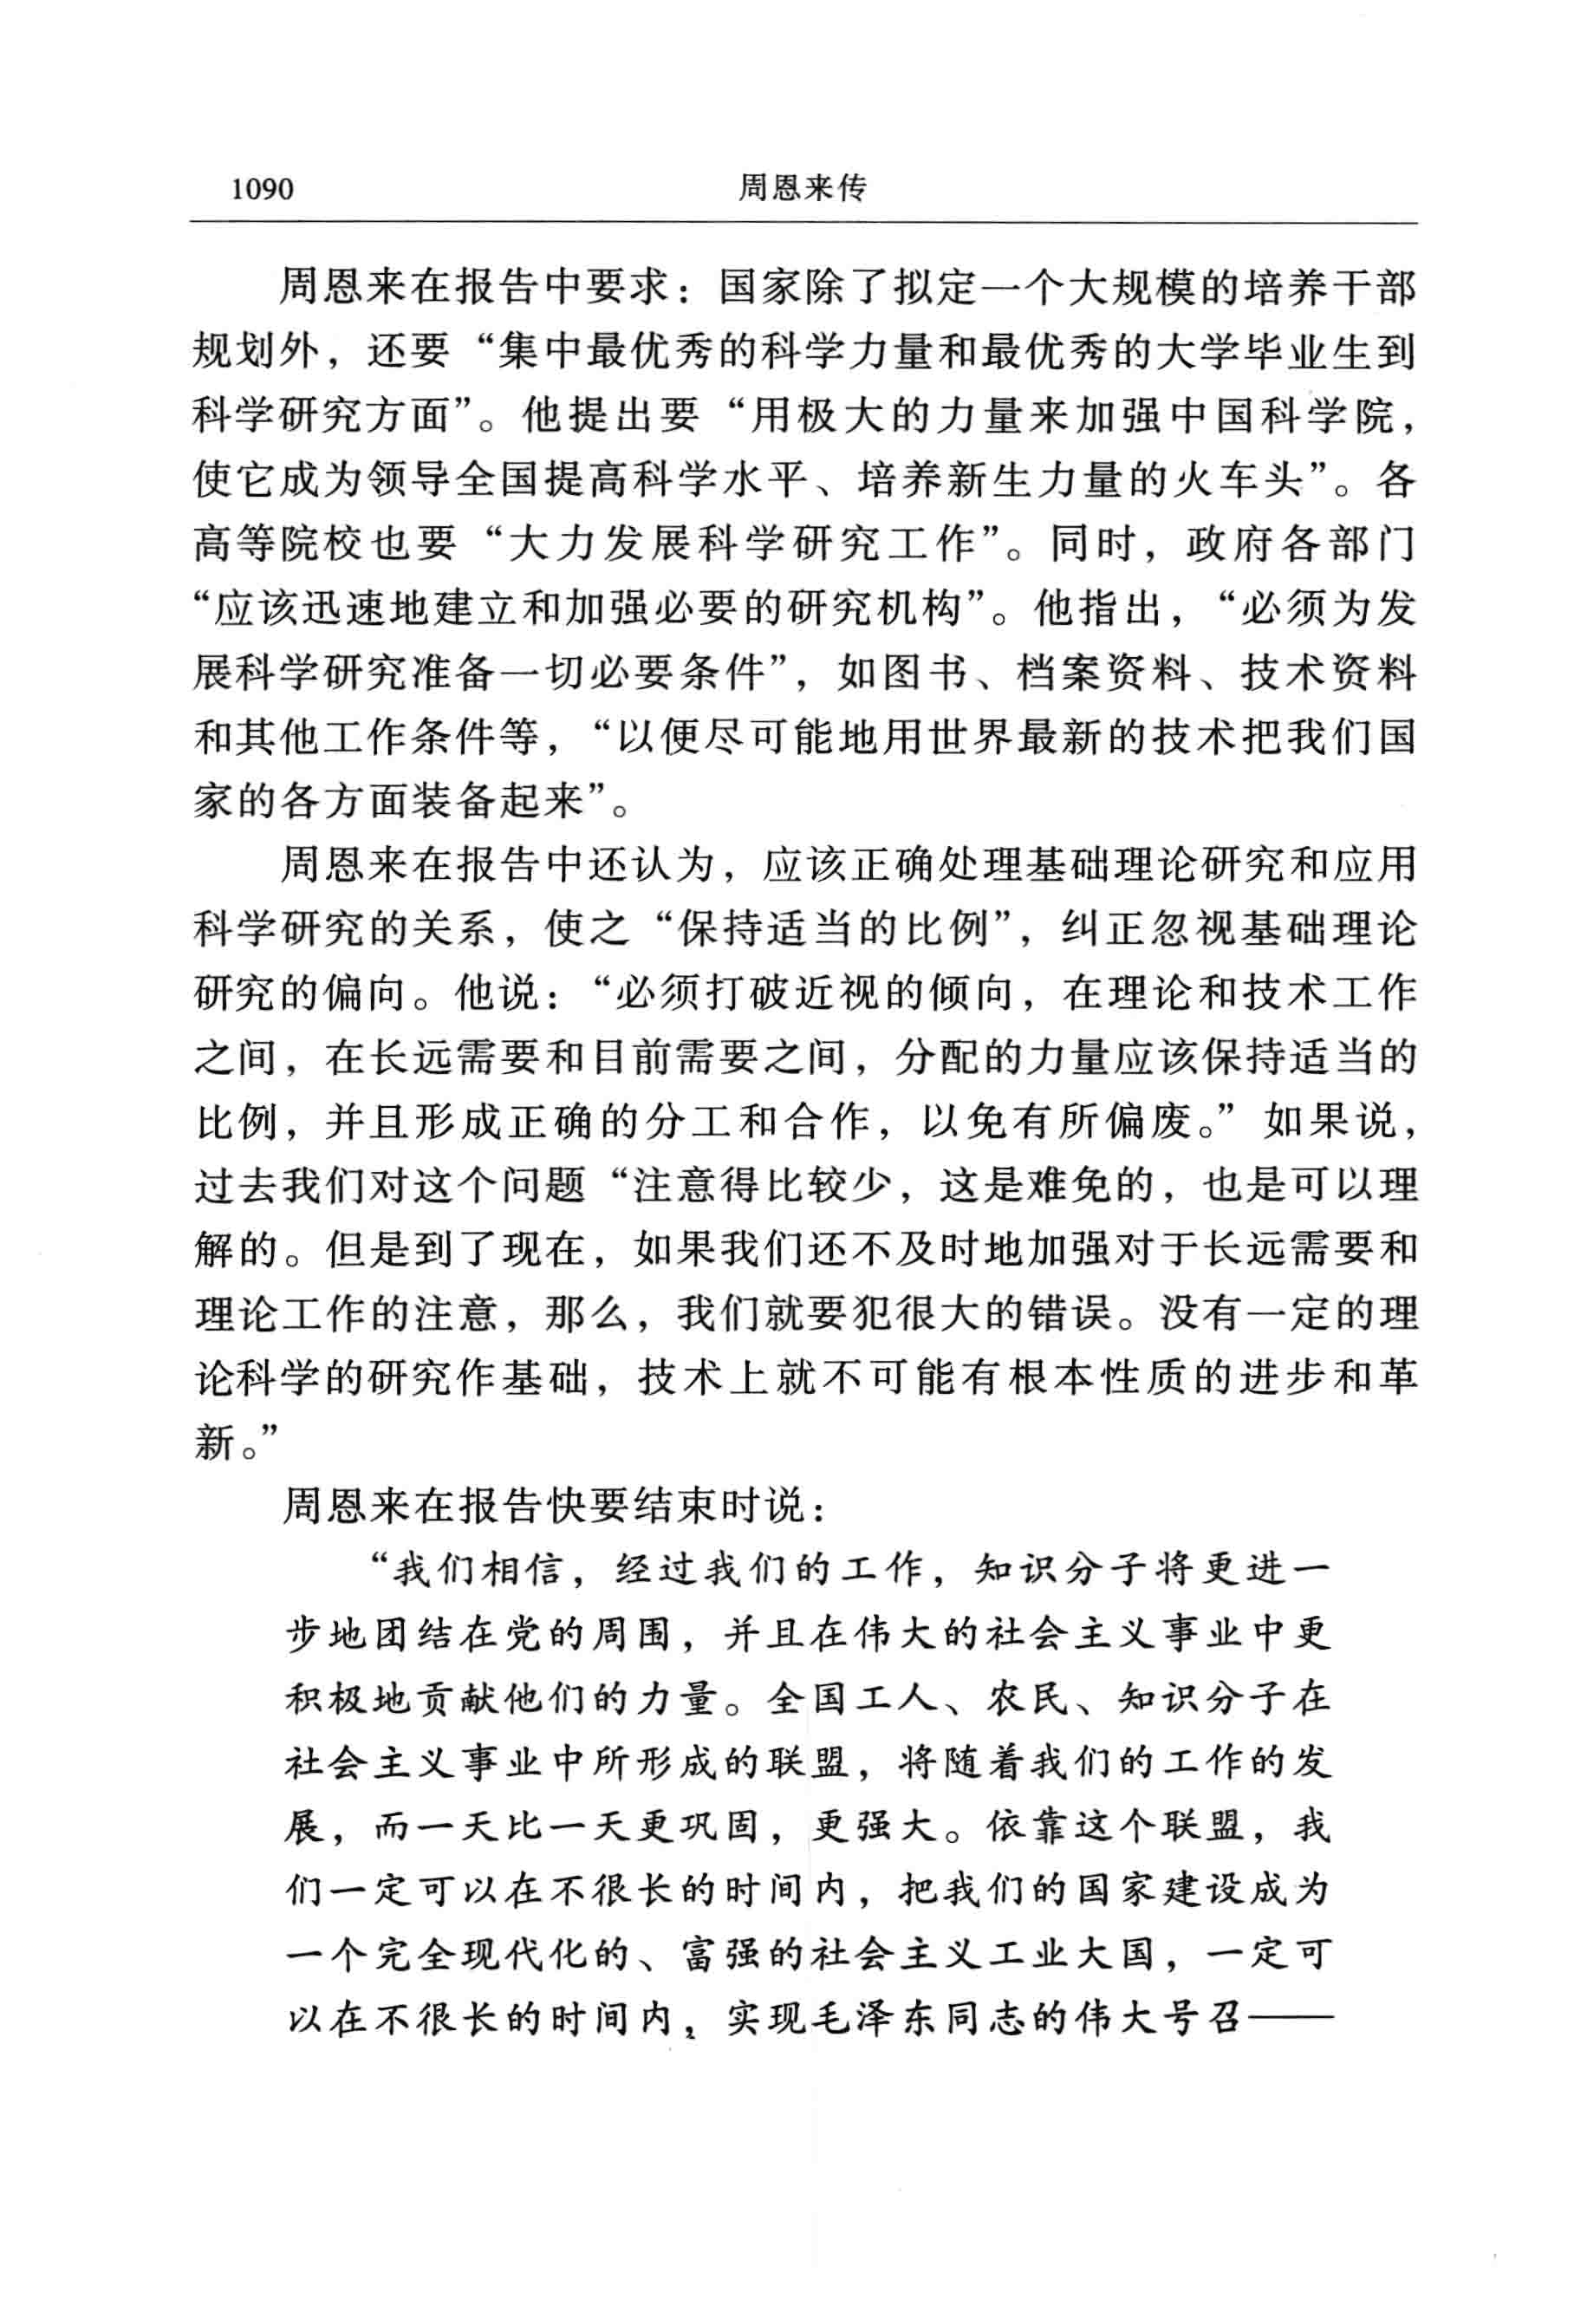 1090
周恩来传
周恩来在报告中要求：国家除了拟定一个大规模的培养干部
规划外，还要“集中最优秀的科学力量和最优秀的大学毕业生到
科学研究方面”。他提出要“用极大的力量来加强中国科学院，
使它成为领导全国提高科学水平、培养新生力量的火车头”。各
高等院校也要“大力发展科学研究工作”。同时，政府各部门
“应该迅速地建立和加强必要的研究机构”。他指出，“必须为发
展科学研究准备一切必要条件”，如图书、档案资料、技术资料
和其他工作条件等，“以便尽可能地用世界最新的技术把我们国
家的各方面装备起来”。
周恩来在报告中还认为，应该正确处理基础理论研究和应用
科学研究的关系，使之“保持适当的比例”，纠正忽视基础理论
研究的偏向。他说：“必须打破近视的倾向，在理论和技术工作
之间，在长远需要和目前需要之间，分配的力量应该保持适当的
比例，并且形成正确的分工和合作，以免有所偏废。”如果说，
过去我们对这个问题“注意得比较少，这是难免的，也是可以理
解的。但是到了现在，如果我们还不及时地加强对于长远需要和
理论工作的注意，那么，我们就要犯很大的错误。没有一定的理
论科学的研究作基础，技术上就不可能有根本性质的进步和革
新。”
周恩来在报告快要结束时说：
“我们相信，经过我们的工作，知识分子将更进一
步地团结在党的周围，并且在伟大的社会主义事业中更
积极地贡献他们的力量。全国工人、农民、知识分子在
社会主义事业中所形成的联盟，将随着我们的工作的发
展，而一天比一天更巩固，更强大。依靠这个联盟，我
们一定可以在不很长的时间内，把我们的国家建设成为
一个完全现代化的、富强的社会主义工业大国，一定可
以在不很长的时间内，实现毛泽东同志的伟大号召——